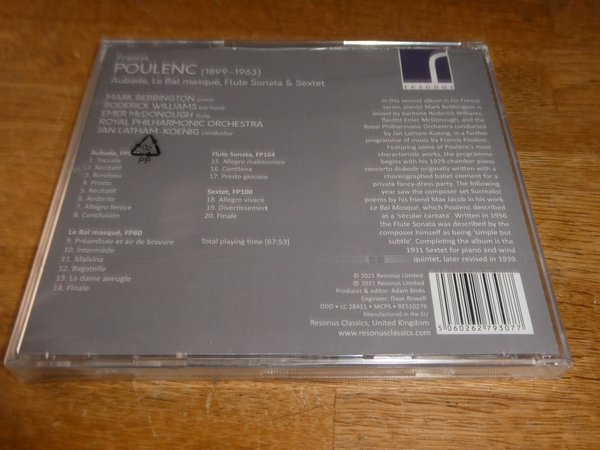 Francis
POULENC (1899–1963)
Aubade, Le Bal masqué, Flute Sonata & Sextet
MARK BEBBINGTON piano
RODERICK WILLIAMS baritone
EMER McDONOUGH flute
ROYAL PHILHARMONIC ORCHESTRA
JAN LATHAM-KOENIG conductor
Aubade, FP
1. Toccata
2. Récitatif
3. Rondeau
4. Presto
5. Récitatif
6. Andante
7. Allegro feroce
8. Conclusion
Le Bal masqué, FP60
9. Préambule et air de bravure
10. Intermède
11. Malvina
12. Bagatelle
13. La dame aveugle
14. Finale
05
PP
Flute Sonata, FP164
15. Allegro malinconico
16. Cantilena
17. Presto giocoso
Sextet, FP100
18. Allegro vivace
19. Divertissement
20. Finale
Total playing time [67:53]
resonus
In this second album in his French
series, pianist Mark Bebbington is
joined by baritone Roderick Williams,
flautist Emer McDonough, and the
Royal Philharmonic Orchestra conducted
by Jan Latham-Koenig, in a further
programme of music by Francis Poulenc.
Featuring some of Poulenc's most
characteristic works, the programme
begins with his 1929 chamber piano
concerto Aubade originally written with a
choreographed ballet element for a
private fancy-dress party. The following
year saw the composer set Surrealist
poems by his friend Max Jacob in his work
Le Bal Masqué, which Poulenc described
as a 'secular cantata'. Written in 1956
the Flute Sonata was described by the
composer himself as being 'simple but
subtle'. Completing the album is the
1931 Sextet for piano and wind
quintet, later revised in 1939.
© 2021 Resonus Limited
℗ 2021 Resonus Limited
Producer & editor: Adam Binks
Engineer: Dave Rowell
DDD • LC 28421 • MCPS • RES10276
Manufactured in the EU
Resonus Classics, United Kingdom
www.resonusclassics.com
5 060262 793077